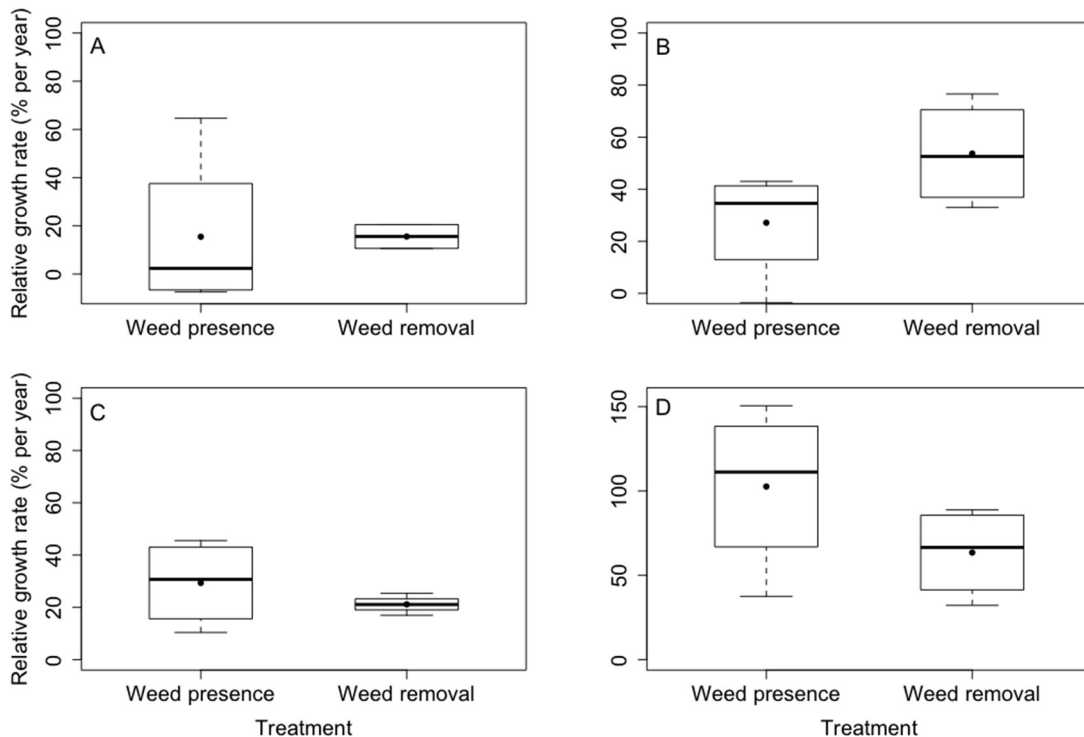 A
Relative growth rate (% per year)
0 20 40 60 80 100
Weed presence Weed removal
B
0 20 40 60 80 100
Weed presence Weed removal
C
Relative growth rate (% per year)
0 20 40 60 80 100
Weed presence Weed removal
Treatment
D
0 50 100 150
Weed presence Weed removal
Treatment